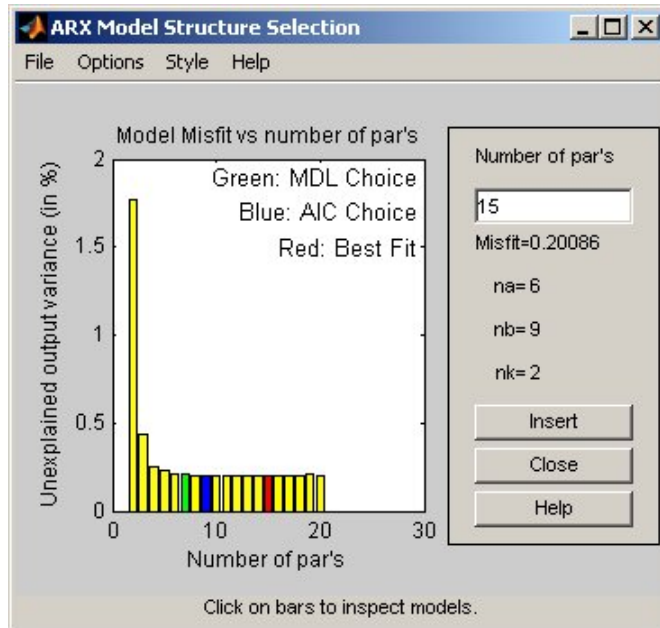 ARX Model Structure Selection
File Options Style Help
Model Misfit vs number of par's
Unexplained output variance (in %)
2
1.5
1
0.5
0
Green: MDL Choice
Blue: AIC Choice
Red: Best Fit
0 10 20 30
Number of par's
Number of par's
15
Misfit=0.20086
na= 6
nb= 9
nk= 2
Insert
Close
Help
Click on bars to inspect models.